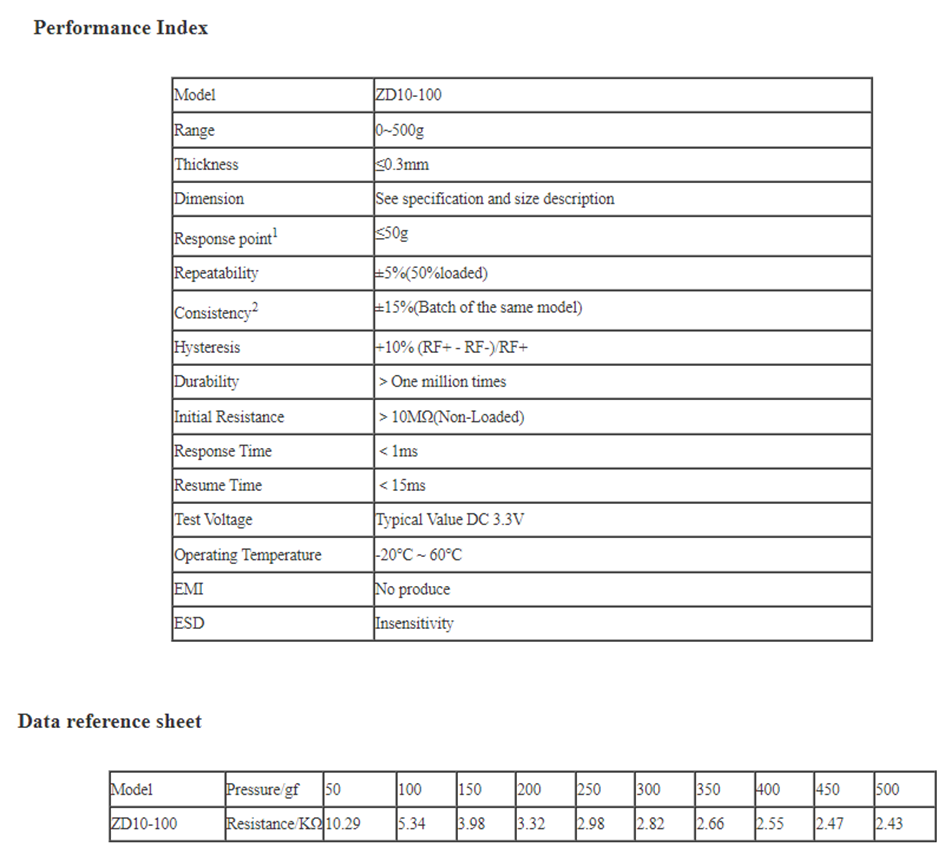 Performance Index
Model ZD10-100
Range 0~500g
Thickness ≤0.3mm
Dimension See specification and size description
Response point1 ≤50g
Repeatability ±5%(50%loaded)
Consistency2 ±15%(Batch of the same model)
Hysteresis +10% (RF+ - RF-)/RF+
Durability > One million times
Initial Resistance > 10MΩ(Non-Loaded)
Response Time < 1ms
Resume Time < 15ms
Test Voltage Typical Value DC 3.3V
Operating Temperature -20°C ~ 60°C
EMI No produce
ESD Insensitivity
Data reference sheet
Model Pressure/gf 50 100 150 200 250 300 350 400 450 500
ZD10-100 Resistance/KΩ 10.29 5.34 3.98 3.32 2.98 2.82 2.66 2.55 2.47 2.43